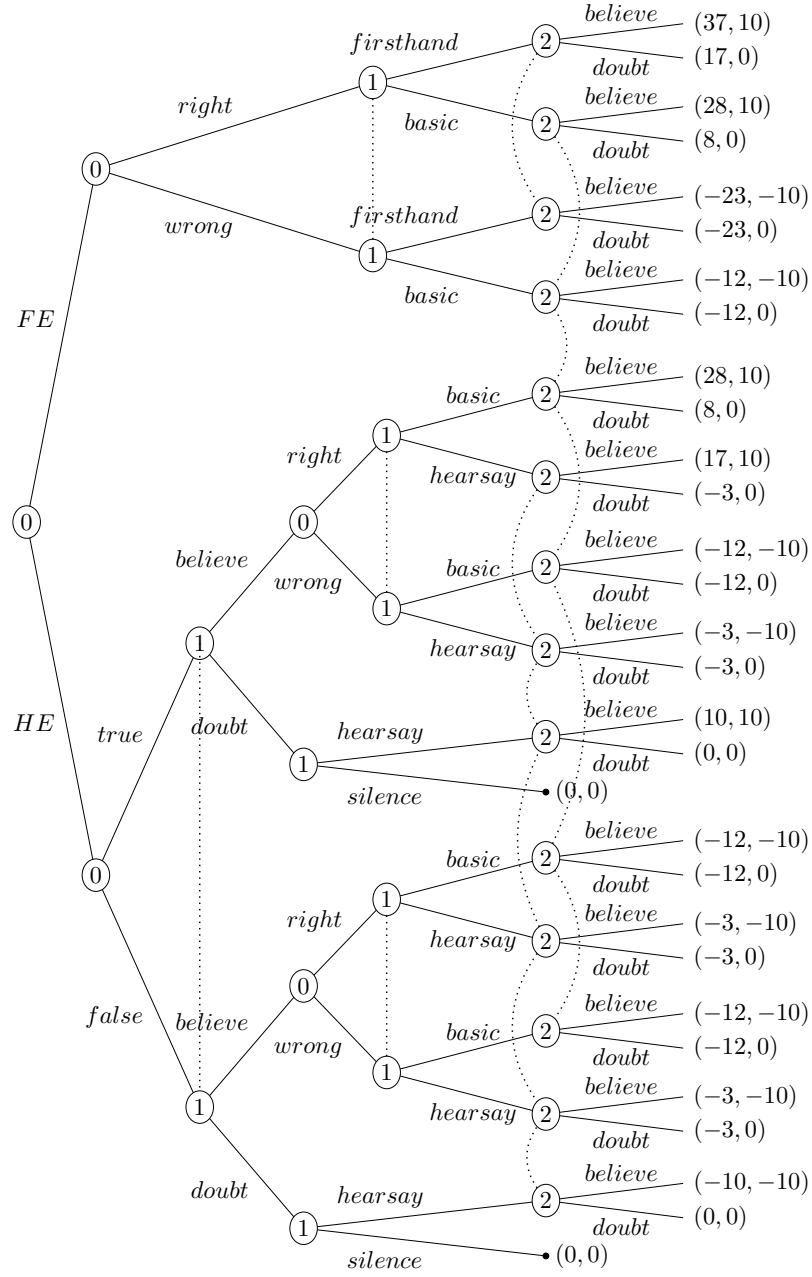 believe (37, 10)
firsthand 2
doubt (17, 0)
right 1
believe (28, 10)
basic 2
doubt (8, 0)
0
believe (−23, −10)
wrong firsthand 2
doubt (−23, 0)
1
believe (−12, −10)
basic 2
FE
doubt (−12, 0)
believe (28, 10)
basic 2
doubt (8, 0)
right 1
believe (17, 10)
hearsay 2
doubt (−3, 0)
0 0
believe (−12, −10)
believe wrong basic 2
doubt (−12, 0)
1
believe (−3, −10)
1 hearsay 2
doubt (−3, 0)
believe (10, 10)
HE true doubt hearsay 2
doubt (0, 0)
1
silence (0, 0)
believe (−12, −10)
basic 2
0
doubt (−12, 0)
right 1
believe (−3, −10)
hearsay 2
doubt (−3, 0)
0
believe (−12, −10)
false believe wrong basic 2
doubt (−12, 0)
1
believe (−3, −10)
1 hearsay 2
doubt (−3, 0)
believe (−10, −10)
doubt hearsay 2
doubt (0, 0)
1
silence (0, 0)